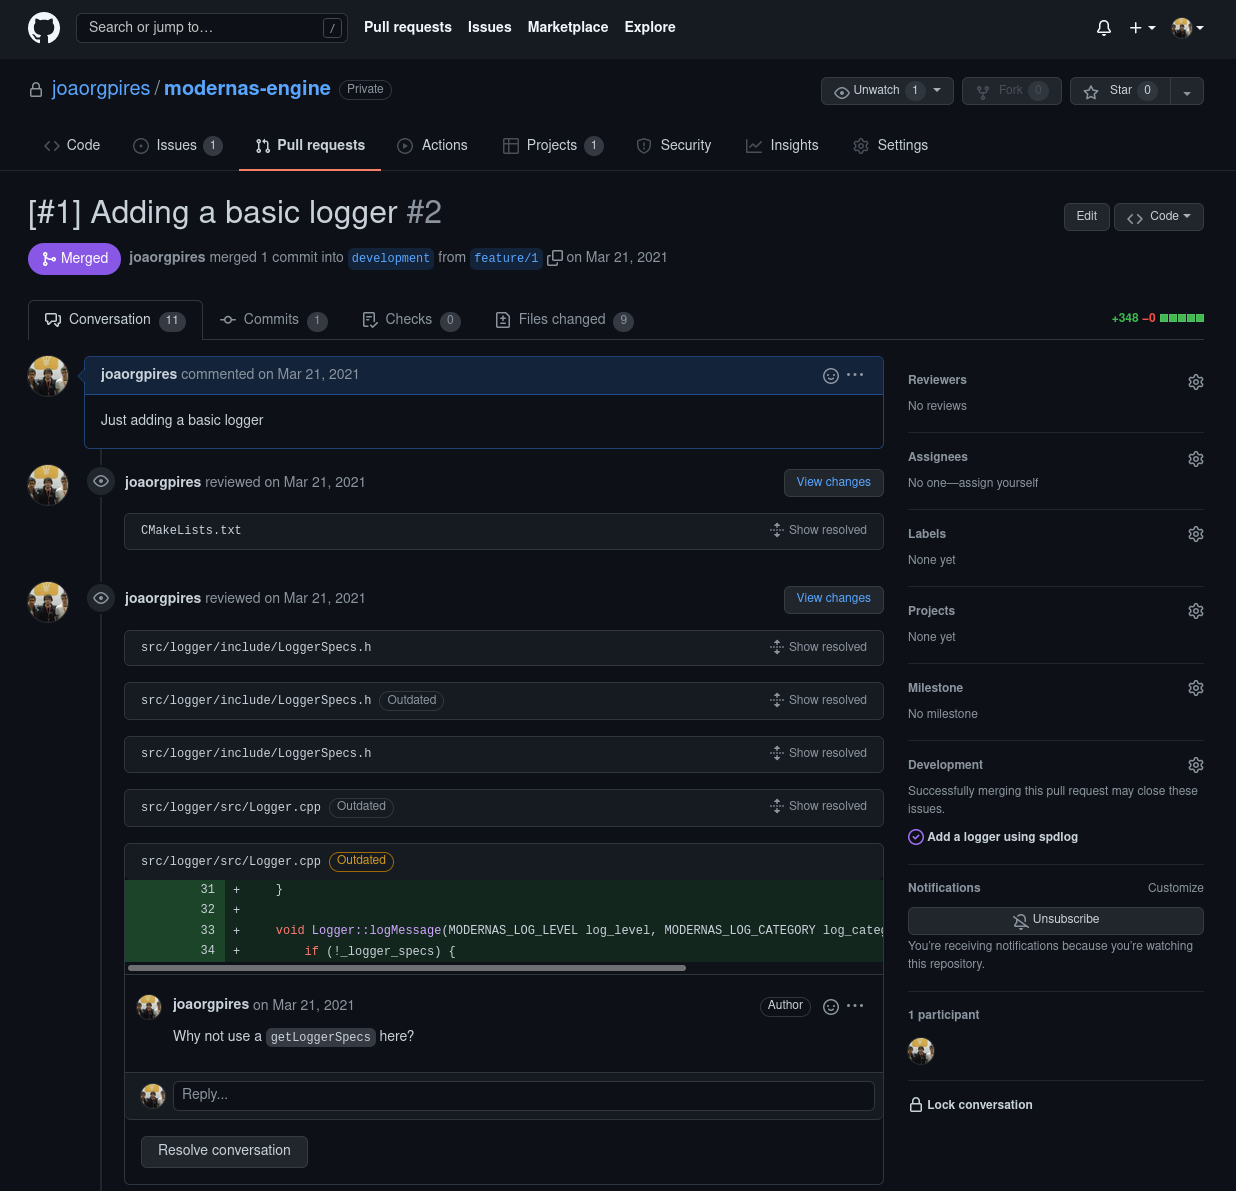 Search or jump to… /
Pull requests Issues Marketplace Explore
joaorgpires / modernas-engine Private
Unwatch 1 Fork 0 Star 0
Code Issues 1 Pull requests Actions Projects 1 Security Insights Settings
[#1] Adding a basic logger #2
Edit Code
Merged joaorgpires merged 1 commit into development from feature/1 on Mar 21, 2021
Conversation 11 Commits 1 Checks 0 Files changed 9
+348 −0
joaorgpires commented on Mar 21, 2021 ···
Just adding a basic logger
joaorgpires reviewed on Mar 21, 2021 View changes
CMakeLists.txt Show resolved
joaorgpires reviewed on Mar 21, 2021 View changes
src/logger/include/LoggerSpecs.h Show resolved
src/logger/include/LoggerSpecs.h Outdated Show resolved
src/logger/include/LoggerSpecs.h Show resolved
src/logger/src/Logger.cpp Outdated Show resolved
src/logger/src/Logger.cpp Outdated
31 + }
32 +
33 + void Logger::logMessage(MODERNAS_LOG_LEVEL log_level, MODERNAS_LOG_CATEGORY log_categ
34 + if (!_logger_specs) {
joaorgpires on Mar 21, 2021 Author ···
Why not use a getLoggerSpecs here?
Reply...
Resolve conversation
Reviewers
No reviews
Assignees
No one—assign yourself
Labels
None yet
Projects
None yet
Milestone
No milestone
Development
Successfully merging this pull request may close these
issues.
Add a logger using spdlog
Notifications Customize
Unsubscribe
You're receiving notifications because you're watching
this repository.
1 participant
Lock conversation